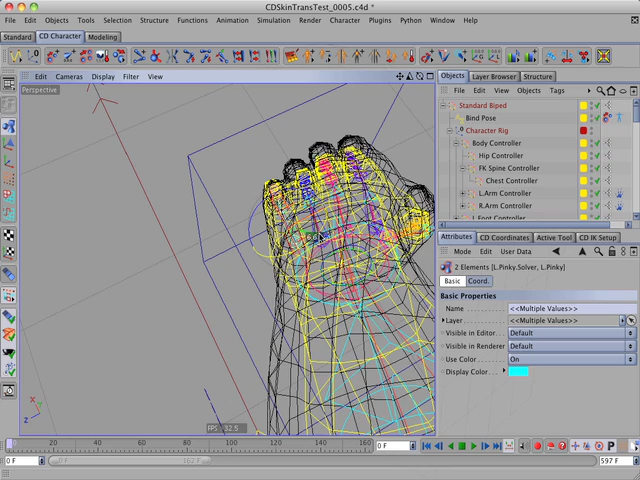 CDSkinTransTest_0005.c4d *
File Edit Objects Tools Selection Structure Functions Animation Simulation Render Character Plugins Python Window Help
Standard CD Character Modeling
Edit Cameras Display Filter View
Perspective
FPS : 32.5
Objects Layer Browser Structure
File Edit View Objects Tags
Standard Biped
Bind Pose
Character Rig
Body Controller
Hip Controller
FK Spine Controller
Chest Controller
L.Arm Controller
R.Arm Controller
L.Foot Controller
Attributes CD Coordinates Active Tool CD IK Setup
Mode Edit User Data
2 Elements [L.Pinky.Solver, L.Pinky]
Basic Coord.
Basic Properties
Name <<Multiple Values>>
Layer <<Multiple Values>>
Visible in Editor Default
Visible in Renderer Default
Use Color On
Display Color
0 20 40 60 80 100 120 140 160
0 F
0 F 0 F 162 F 597 F